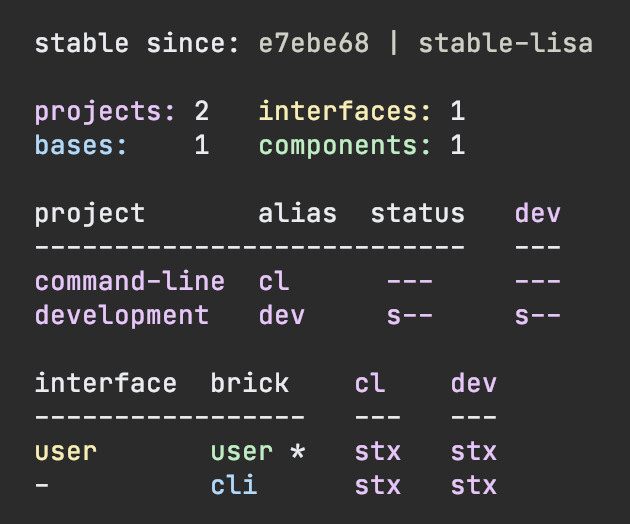 stable since: e7ebe68 | stable-lisa
projects: 2   interfaces: 1
bases:    1   components: 1
project       alias  status   dev
---------------------------   ---
command-line  cl      ---     ---
development   dev     s--     s--
interface  brick    cl    dev
-----------------   ---   ---
user       user *   stx   stx
-          cli      stx   stx